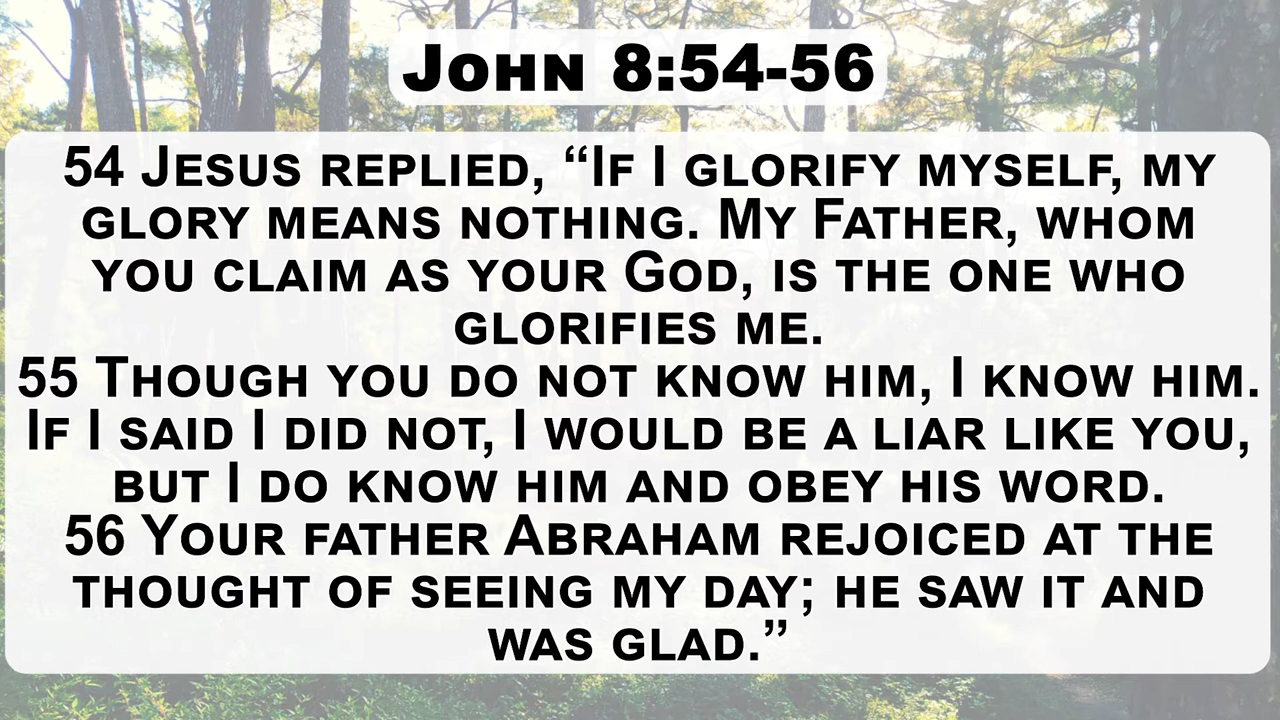 John 8:54-56
54 Jesus replied, “If I glorify myself, my
glory means nothing. My Father, whom
you claim as your God, is the one who
glorifies me.
55 Though you do not know him, I know him.
If I said I did not, I would be a liar like you,
but I do know him and obey his word.
56 Your father Abraham rejoiced at the
thought of seeing my day; he saw it and
was glad.”